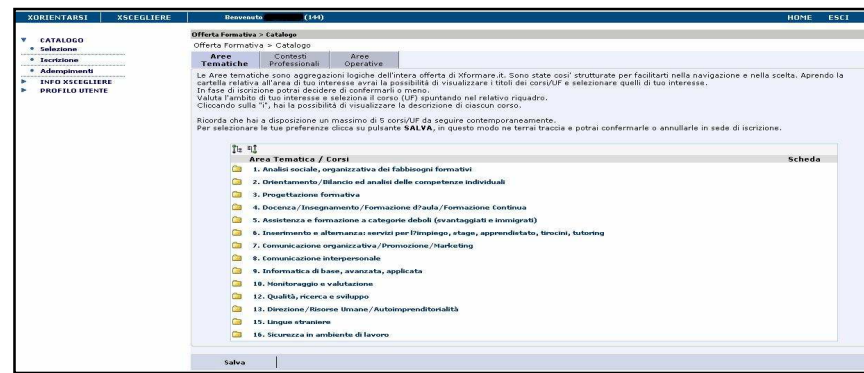 XORIENTARSI XSCEGLIERE Benvenuto (144) HOME ESCI
CATALOGO
Selezione
Iscrizione
Adempimenti
INFO XSCEGLIERE
PROFILO UTENTE
Offerta Formativa > Catalogo
Offerta Formativa > Catalogo
Aree Tematiche
Contesti Professionali
Aree Operative
Le Aree tematiche sono aggregazioni logiche dell'intera offerta di Xformare.it. Sono state cosi' strutturate per facilitarti nella navigazione e nella scelta. Aprendo la
cartella relativa all'area di tuo interesse avrai la possibilità di visualizzare i titoli dei corsi/UF e selezionare quelli di tuo interesse.
In fase di iscrizione potrai decidere di confermarli o meno.
Valuta l'ambito di tuo interesse e seleziona il corso (UF) spuntando nel relativo riquadro.
Cliccando sulla "i", hai la possibilità di visualizzare la descrizione di ciascun corso.
Ricorda che hai a disposizione un massimo di 5 corsi/UF da seguire contemporaneamente.
Per selezionare le tue preferenze clicca su pulsante SALVA, in questo modo ne terrai traccia e potrai confermarle o annullarle in sede di iscrizione.
Area Tematica / Corsi Scheda
1. Analisi sociale, organizzativa dei fabbisogni formativi
2. Orientamento/Bilancio ed analisi delle competenze individuali
3. Progettazione formativa
4. Docenza/Insegnamento/Formazione d?aula/Formazione Continua
5. Assistenza e formazione a categorie deboli (svantaggiati e immigrati)
6. Inserimento e alternanza: servizi per l?impiego, stage, apprendistato, tirocini, tutoring
7. Comunicazione organizzativa/Promozione/Marketing
8. Comunicazione interpersonale
9. Informatica di base, avanzata, applicata
10. Monitoraggio e valutazione
12. Qualità, ricerca e sviluppo
13. Direzione/Risorse Umane/Autoimprenditorialità
15. Lingue straniere
16. Sicurezza in ambiente di lavoro
Salva